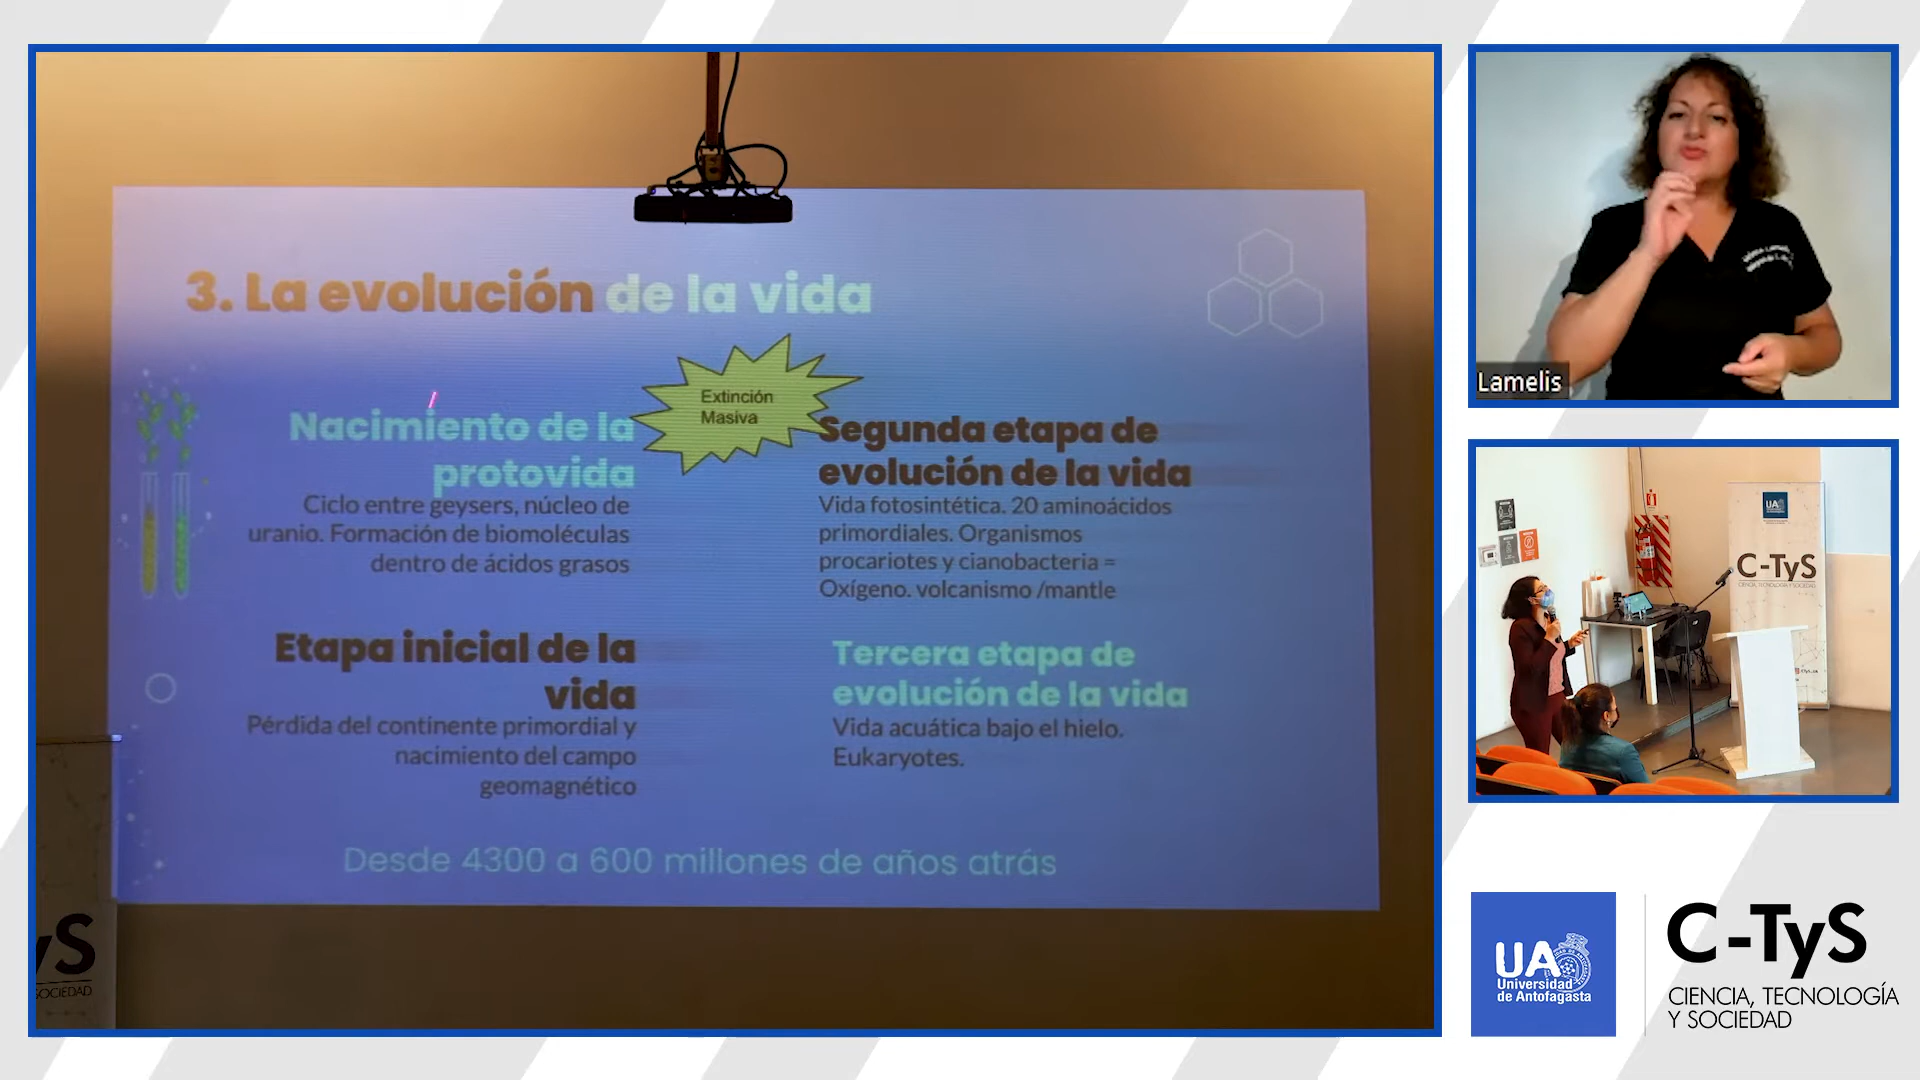 3. La evolución de la vida
Extinción
Masiva
Nacimiento de la
protovida
Ciclo entre geysers, núcleo de
uranio. Formación de biomoléculas
dentro de ácidos grasos
Segunda etapa de
evolución de la vida
Vida fotosintética. 20 aminoácidos
primordiales. Organismos
procariotes y cianobacteria =
Oxígeno. volcanismo /mantle
Etapa inicial de la
vida
Pérdida del continente primordial y
nacimiento del campo
geomagnético
Tercera etapa de
evolución de la vida
Vida acuática bajo el hielo.
Eukaryotes.
Desde 4300 a 600 millones de años atrás
yS
SOCIEDAD
Lamelis
UA
C-TyS
CIENCIA, TECNOLOGÍA Y SOCIEDAD
UA
Universidad
de Antofagasta
C-TyS
CIENCIA, TECNOLOGÍA
Y SOCIEDAD